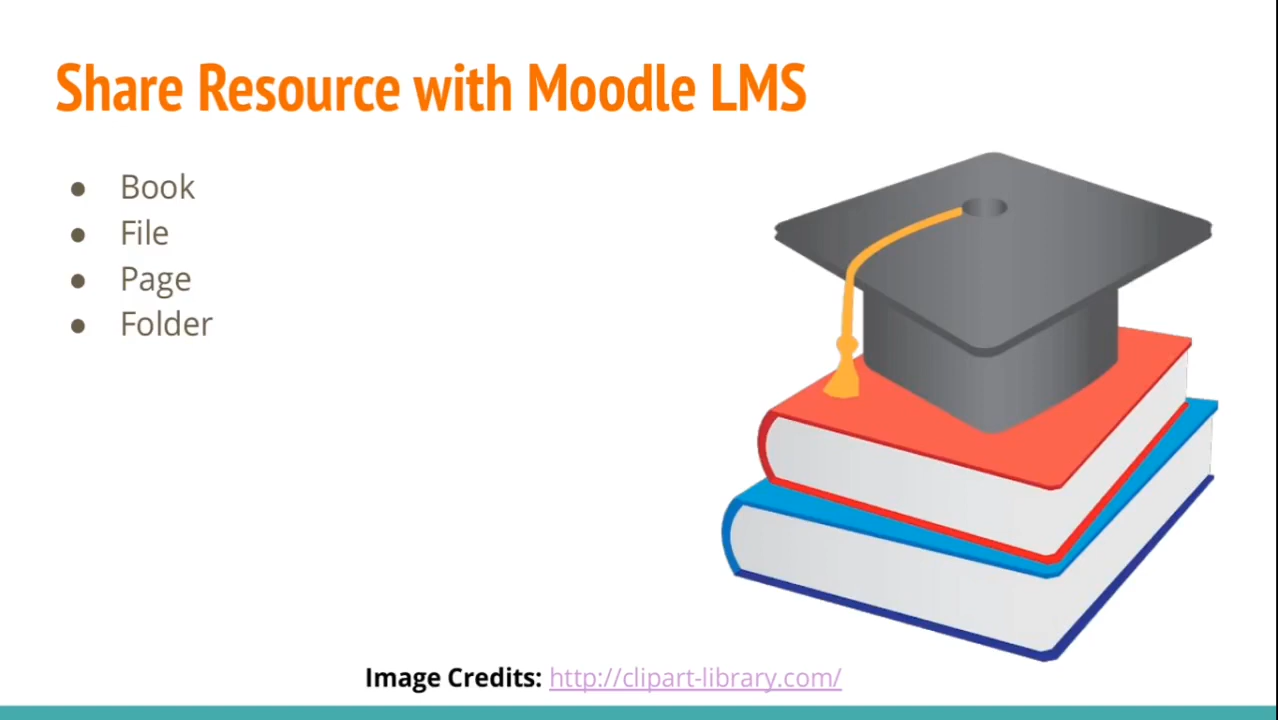 Share Resource with Moodle LMS
● Book
● File
● Page
● Folder
Image Credits: http://clipart-library.com/